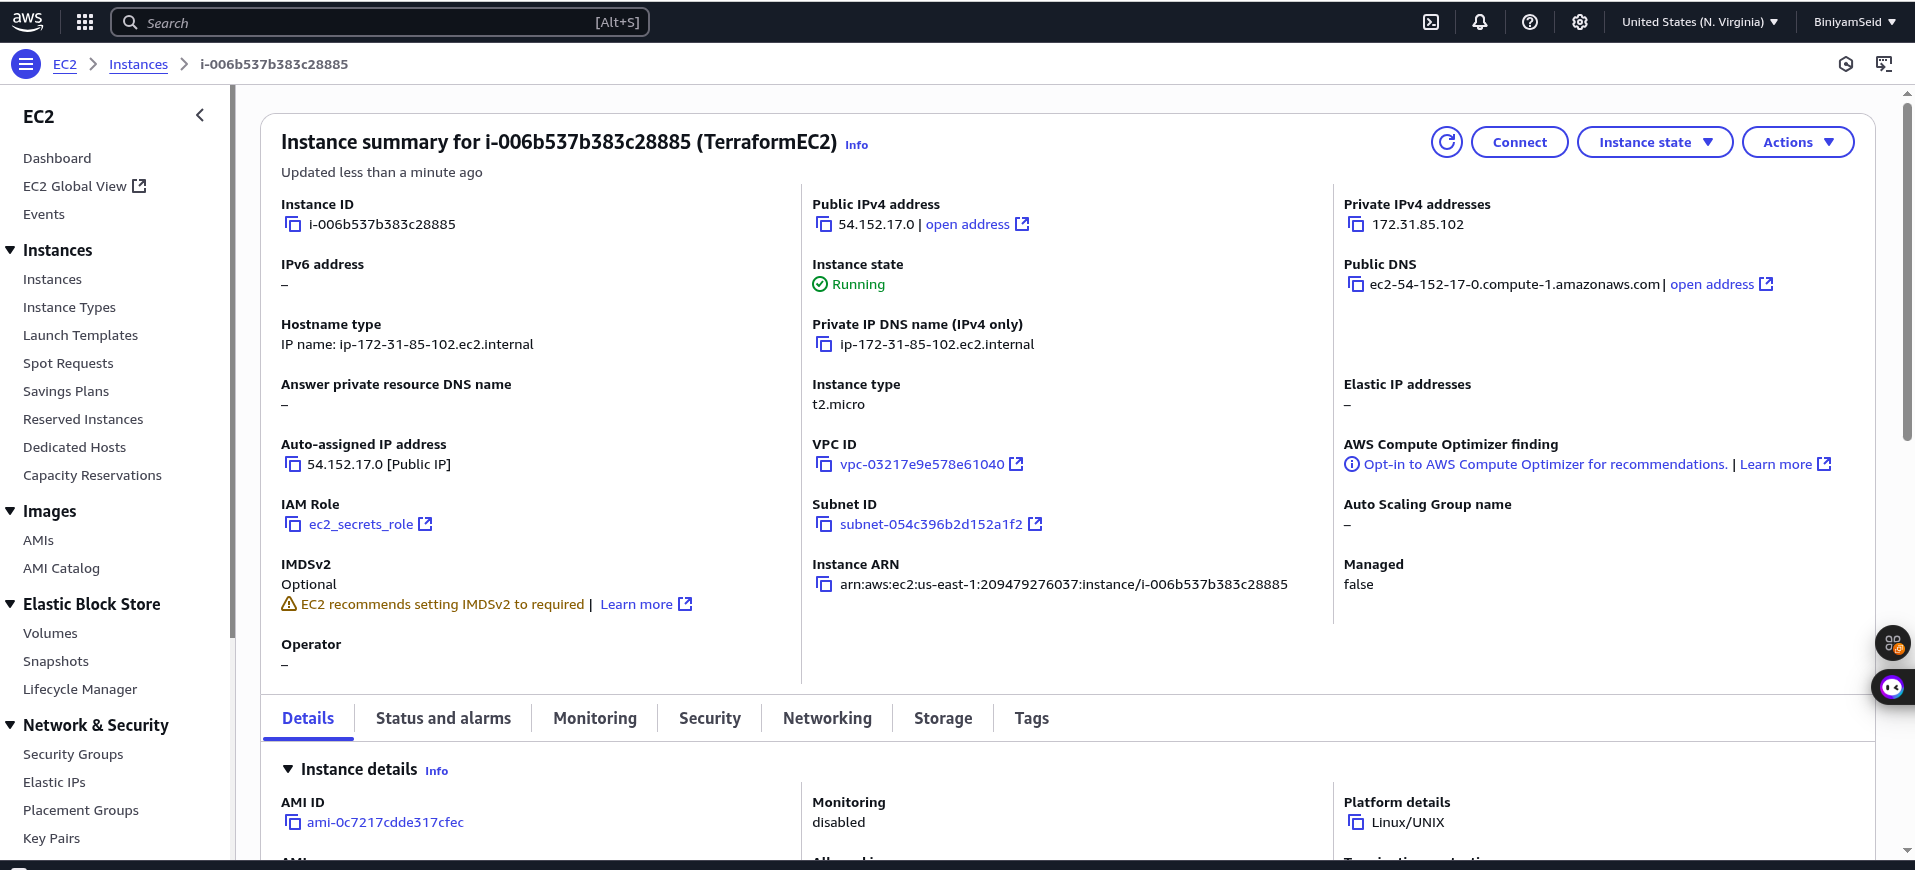 aws
Search [Alt+S]
United States (N. Virginia)
BiniyamSeid
EC2
Instances
i-006b537b383c28885
EC2
Dashboard
EC2 Global View
Events
Instances
Instances
Instance Types
Launch Templates
Spot Requests
Savings Plans
Reserved Instances
Dedicated Hosts
Capacity Reservations
Images
AMIs
AMI Catalog
Elastic Block Store
Volumes
Snapshots
Lifecycle Manager
Network & Security
Security Groups
Elastic IPs
Placement Groups
Key Pairs
Instance summary for i-006b537b383c28885 (TerraformEC2) Info
Updated less than a minute ago
Connect
Instance state
Actions
Instance ID
i-006b537b383c28885
Public IPv4 address
54.152.17.0 | open address
Private IPv4 addresses
172.31.85.102
IPv6 address
–
Instance state
Running
Public DNS
ec2-54-152-17-0.compute-1.amazonaws.com | open address
Hostname type
IP name: ip-172-31-85-102.ec2.internal
Private IP DNS name (IPv4 only)
ip-172-31-85-102.ec2.internal
Answer private resource DNS name
–
Instance type
t2.micro
Elastic IP addresses
–
Auto-assigned IP address
54.152.17.0 [Public IP]
VPC ID
vpc-03217e9e578e61040
AWS Compute Optimizer finding
Opt-in to AWS Compute Optimizer for recommendations. | Learn more
IAM Role
ec2_secrets_role
Subnet ID
subnet-054c396b2d152a1f2
Auto Scaling Group name
–
IMDSv2
Optional
EC2 recommends setting IMDSv2 to required | Learn more
Instance ARN
arn:aws:ec2:us-east-1:209479276037:instance/i-006b537b383c28885
Managed
false
Operator
–
Details
Status and alarms
Monitoring
Security
Networking
Storage
Tags
Instance details Info
AMI ID
ami-0c7217cdde317cfec
Monitoring
disabled
Platform details
Linux/UNIX